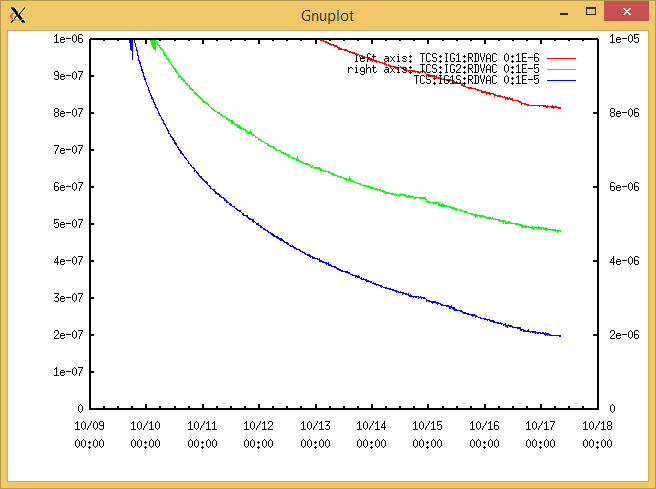 Gnuplot
1e-06 1e-05
left axis: TCS:IG1:RDVAC 0:1E-6
right axis: TCS:IG2:RDVAC 0:1E-5
TCS:IG1S:RDVAC 0:1E-5
9e-07
8e-07 8e-06
7e-07
6e-07 6e-06
5e-07
4e-07 4e-06
3e-07
2e-07 2e-06
1e-07
0 0
10/09 10/10 10/11 10/12 10/13 10/14 10/15 10/16 10/17 10/18
00:00 00:00 00:00 00:00 00:00 00:00 00:00 00:00 00:00 00:00